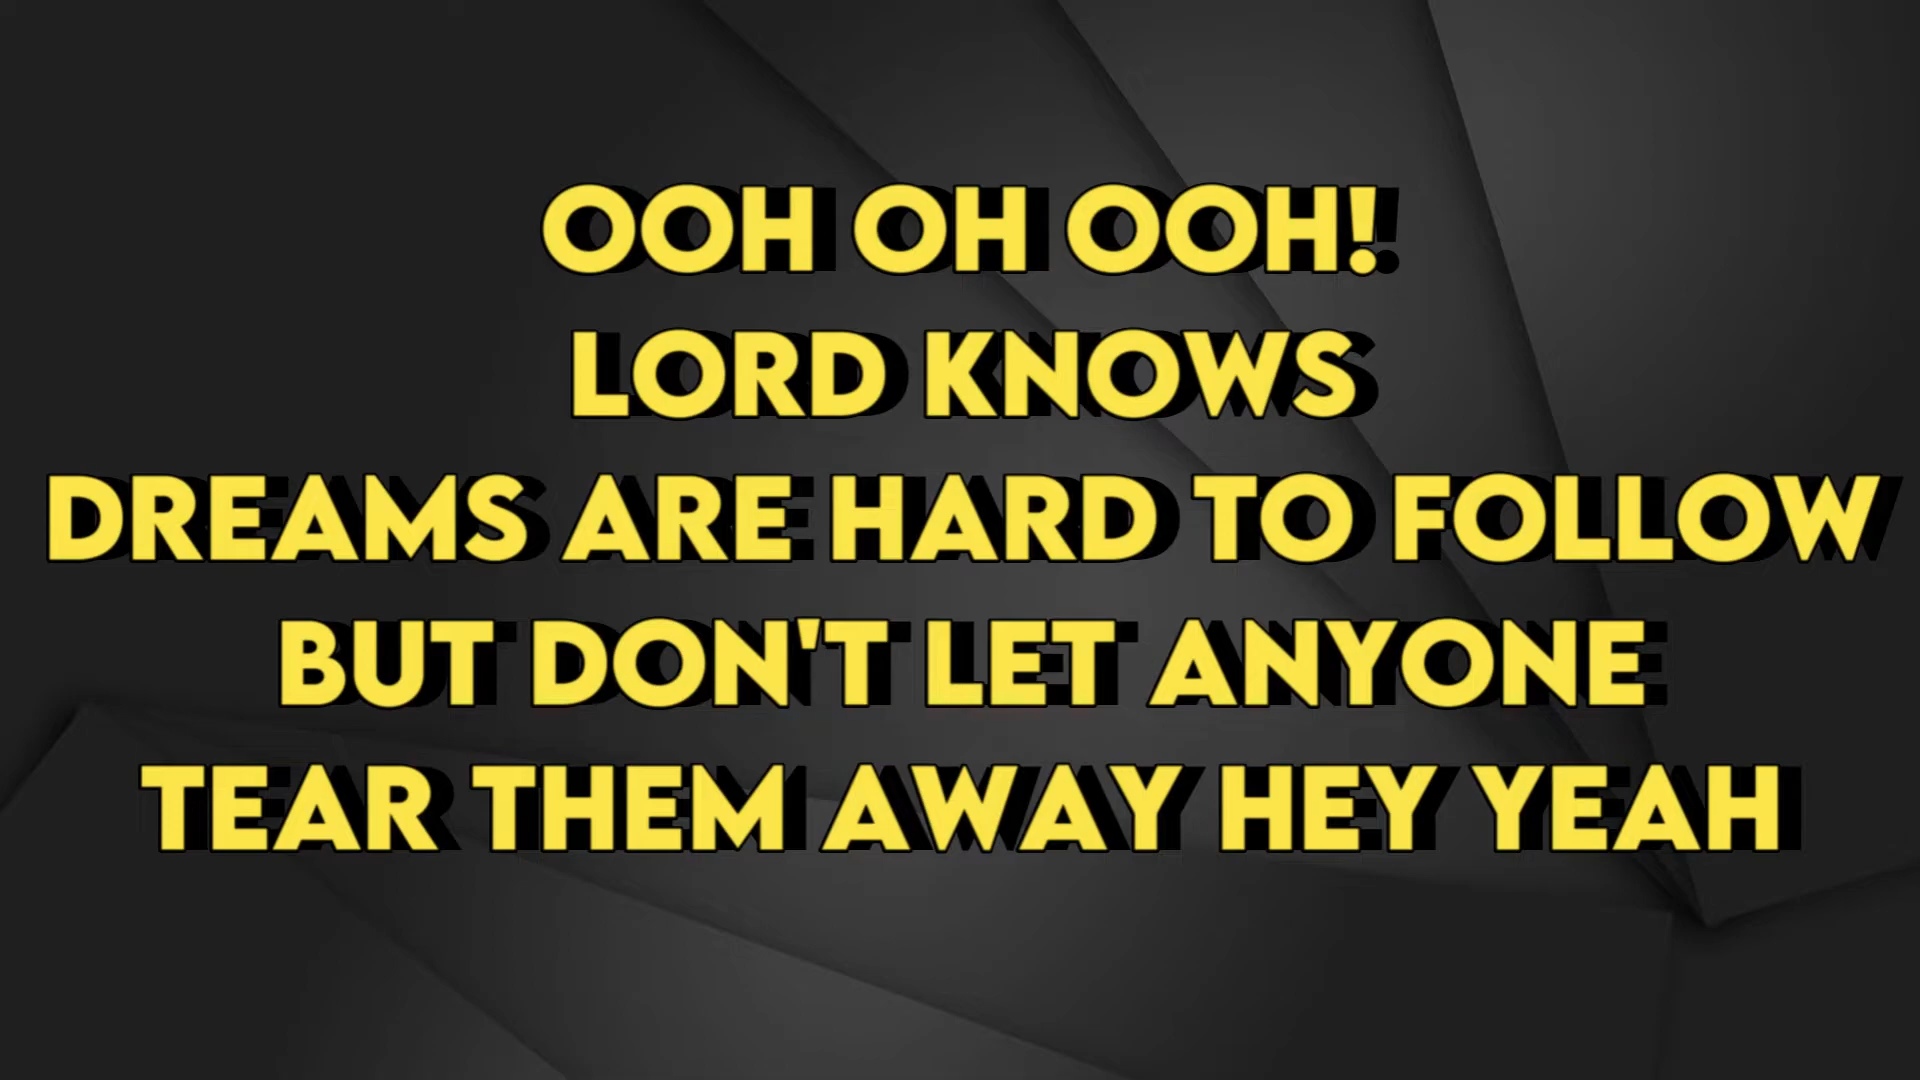 OOH OH OOH!
LORD KNOWS
DREAMS ARE HARD TO FOLLOW
BUT DON'T LET ANYONE
TEAR THEM AWAY HEY YEAH